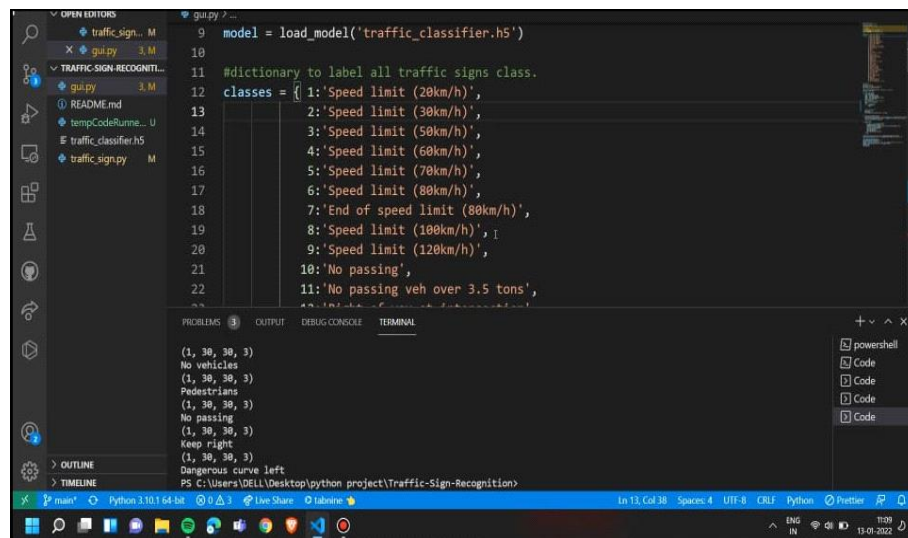 OPEN EDITORS
traffic_sign... M
gui.py 3, M
TRAFFIC-SIGN-RECOGNITI...
gui.py 3, M
README.md
tempCodeRunne... U
traffic_classifier.h5
traffic_sign.py M
OUTLINE
TIMELINE
gui.py > ...
9 model = load_model('traffic_classifier.h5')
10
11 #dictionary to label all traffic signs class.
12 classes = { 1:'Speed limit (20km/h)',
13 2:'Speed limit (30km/h)',
14 3:'Speed limit (50km/h)',
15 4:'Speed limit (60km/h)',
16 5:'Speed limit (70km/h)',
17 6:'Speed limit (80km/h)',
18 7:'End of speed limit (80km/h)',
19 8:'Speed limit (100km/h)',
20 9:'Speed limit (120km/h)',
21 10:'No passing',
22 11:'No passing veh over 3.5 tons',
PROBLEMS 3 OUTPUT DEBUG CONSOLE TERMINAL
(1, 30, 30, 3)
No vehicles
(1, 30, 30, 3)
Pedestrians
(1, 30, 30, 3)
No passing
(1, 30, 30, 3)
Keep right
(1, 30, 30, 3)
Dangerous curve left
PS C:\Users\DELL\Desktop\python project\Traffic-Sign-Recognition>
powershell
Code
Code
Code
Code
main* Python 3.10.1 64-bit 0 3 Live Share tabnine Ln 13, Col 38 Spaces: 4 UTF-8 CRLF Python Prettier
ENG
IN
11:09
13-01-2022